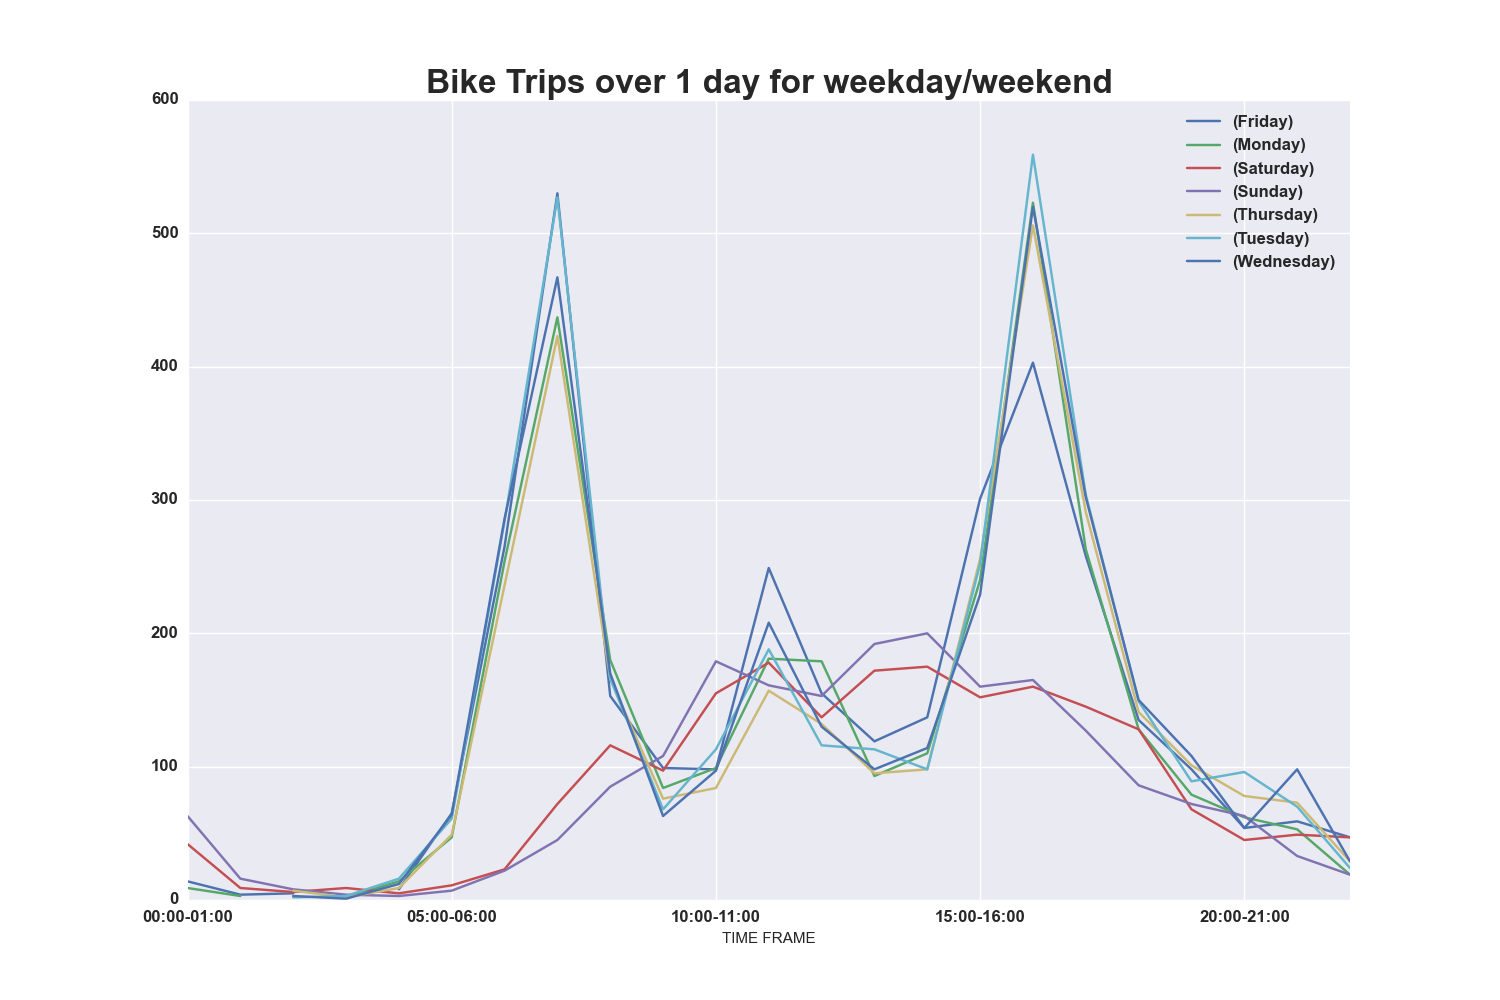 Bike Trips over 1 day for weekday/weekend
600
500
400
300
200
100
0
(Friday)
(Monday)
(Saturday)
(Sunday)
(Thursday)
(Tuesday)
(Wednesday)
00:00-01:00 05:00-06:00 10:00-11:00 15:00-16:00 20:00-21:00
TIME FRAME